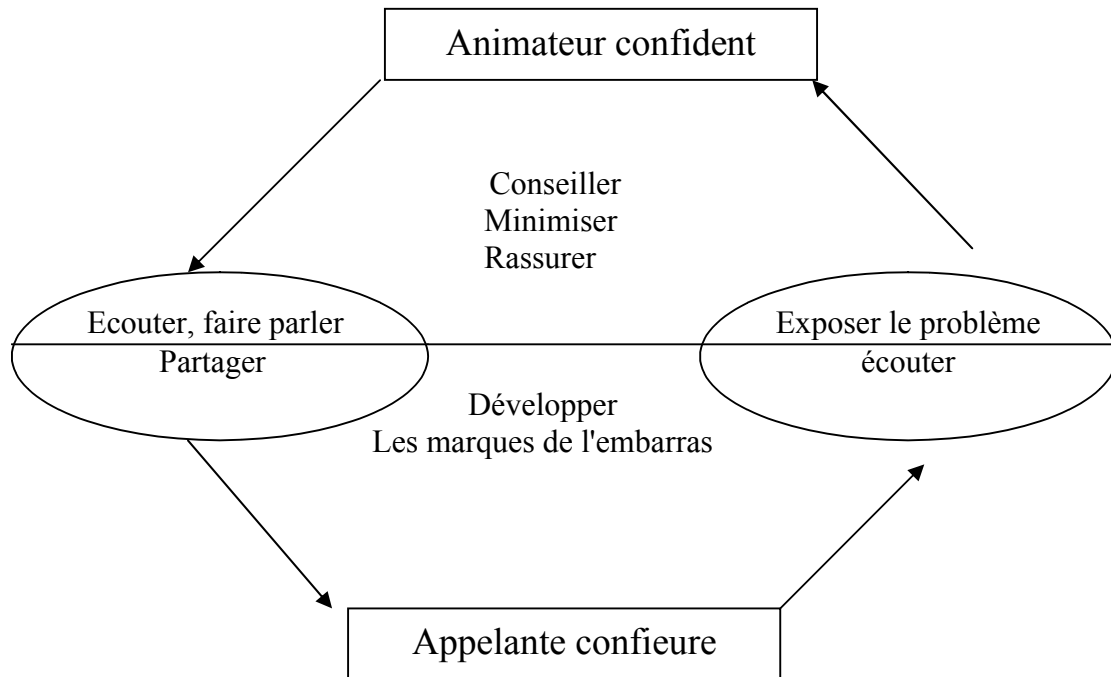 Animateur confident
Conseiller
Minimiser
Rassurer
Ecouter, faire parler
Partager
Exposer le problème
écouter
Développer
Les marques de l'embarras
Appelante confieure